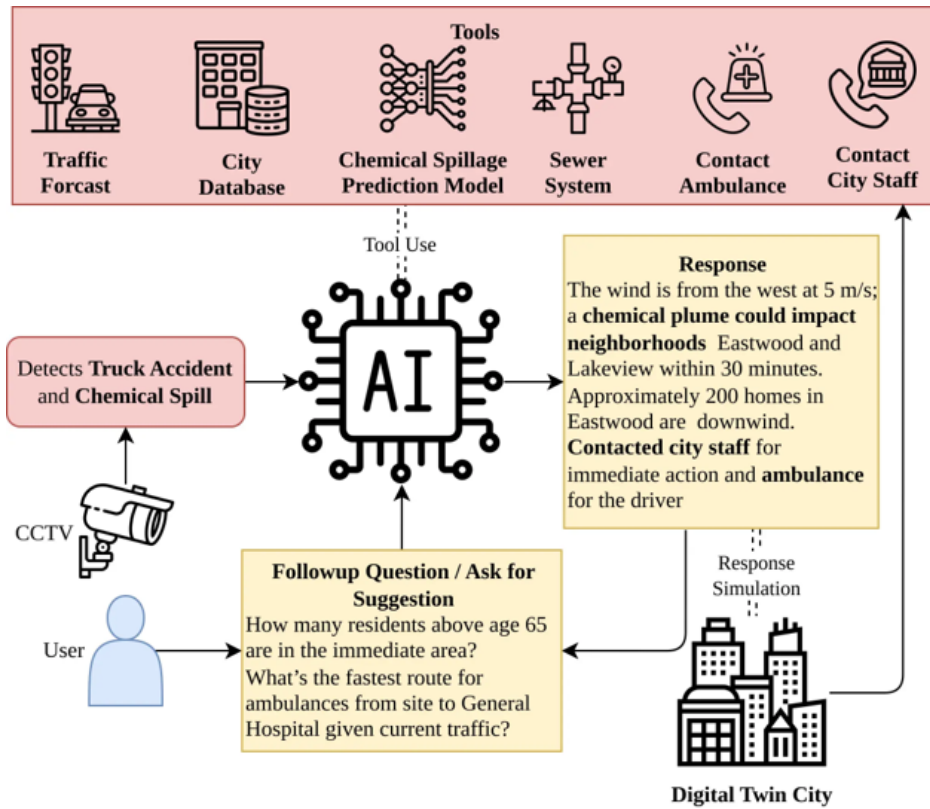 Tools
Traffic
Forcast
City
Database
Chemical Spillage
Prediction Model
Sewer
System
Contact
Ambulance
Contact
City Staff
Tool Use
Detects Truck Accident
and Chemical Spill
AI
Response
The wind is from the west at 5 m/s;
a chemical plume could impact
neighborhoods Eastwood and
Lakeview within 30 minutes.
Approximately 200 homes in
Eastwood are downwind.
Contacted city staff for
immediate action and ambulance
for the driver
CCTV
User
Followup Question / Ask for
Suggestion
How many residents above age 65
are in the immediate area?
What's the fastest route for
ambulances from site to General
Hospital given current traffic?
Response
Simulation
Digital Twin City